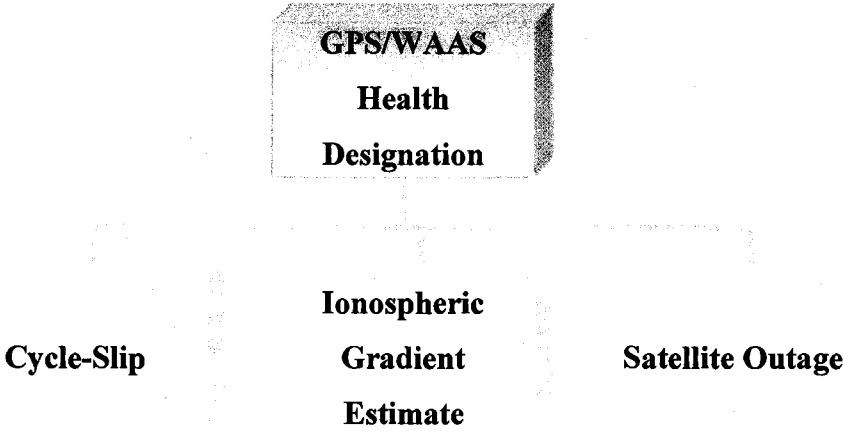 GPS/WAAS
Health
Designation
Cycle-Slip
Ionospheric
Gradient
Estimate
Satellite Outage